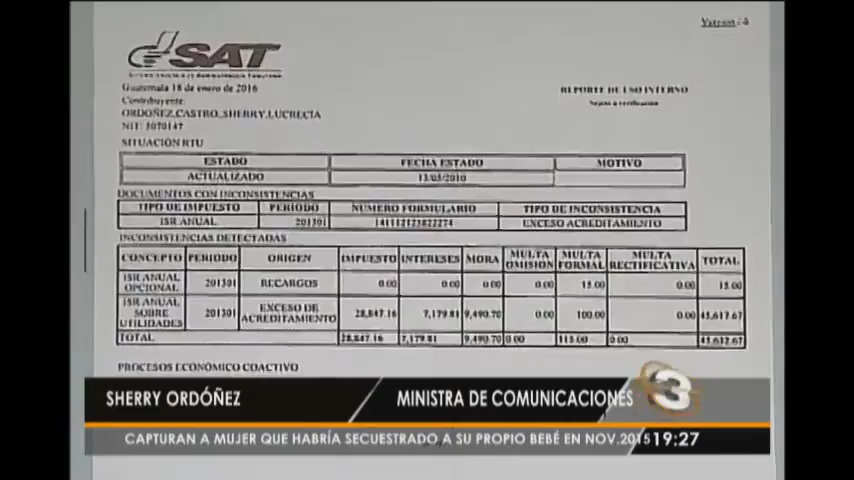 SAT
Guatemala 18 de enero de 2016
REPORTE DE USO INTERNO
Sujeto a verificación
Contribuyente:
ORDOÑEZ,CASTRO,,SHERRY,LUCRECIA
NIT: 5070147
SITUACIÓN RTU
ESTADO FECHA ESTADO MOTIVO
ACTUALIZADO 13/05/2010
DOCUMENTOS CON INCONSISTENCIAS
TIPO DE IMPUESTO PERIODO NUMERO FORMULARIO TIPO DE INCONSISTENCIA
ISR ANUAL 201301 EXCESO ACREDITAMIENTO
INCONSISTENCIAS DETECTADAS
CONCEPTO PERIODO ORIGEN IMPUESTO INTERESES MORA MULTA OMISION MULTA FORMAL MULTA RECTIFICATIVA TOTAL
ISR ANUAL OPCIONAL 201301 RECARGOS 0.00 0.00 0.00 0.00 15.00 0.00 15.00
ISR ANUAL SOBRE UTILIDADES 201301 EXCESO DE ACREDITAMIENTO 28,847.16 7,179.81 9,490.70 0.00 100.00 0.00 45,617.67
TOTAL 28,847.16 7,179.81 9,490.70 0.00 115.00 0.00 45,632.67
PROCESOS ECONÓMICO COACTIVO
SHERRY ORDÓÑEZ
MINISTRA DE COMUNICACIONES
3
CAPTURAN A MUJER QUE HABRÍA SECUESTRADO A SU PROPIO BEBÉ EN NOV.2015
19:27